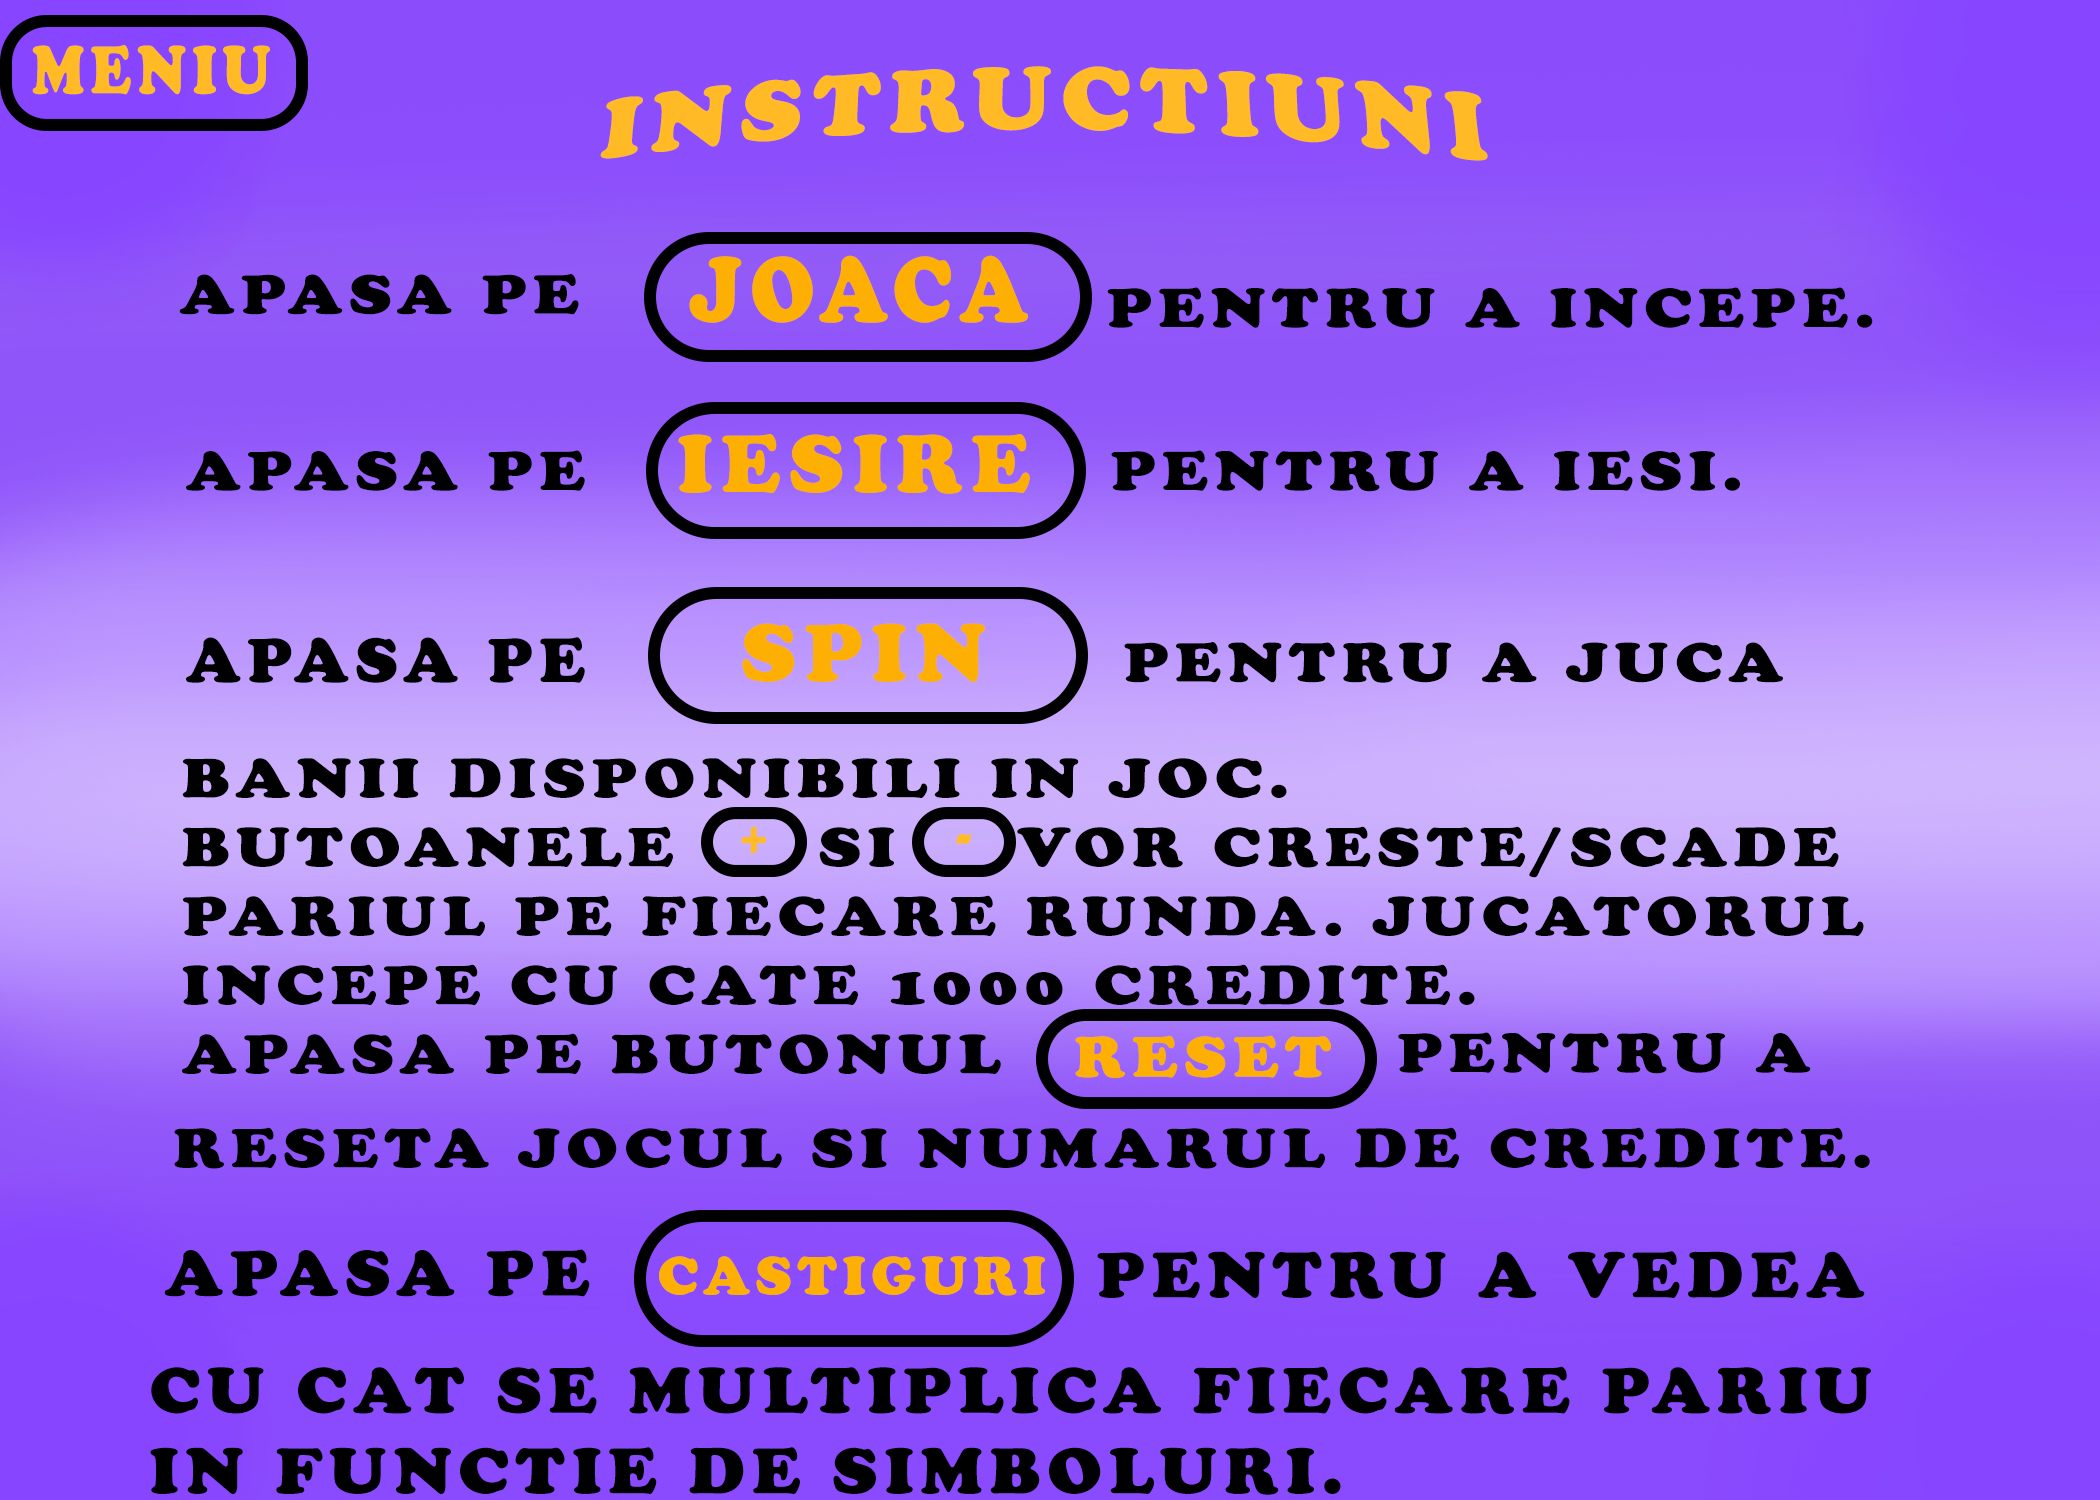 MENIU
INSTRUCTIUNI
APASA PE JOACA PENTRU A INCEPE.
APASA PE IESIRE PENTRU A IESI.
APASA PE SPIN PENTRU A JUCA
BANII DISPONIBILI IN JOC.
BUTOANELE + SI - VOR CRESTE/SCADE
PARIUL PE FIECARE RUNDA. JUCATORUL
INCEPE CU CATE 1000 CREDITE.
APASA PE BUTONUL RESET PENTRU A
RESETA JOCUL SI NUMARUL DE CREDITE.
APASA PE CASTIGURI PENTRU A VEDEA
CU CAT SE MULTIPLICA FIECARE PARIU
IN FUNCTIE DE SIMBOLURI.